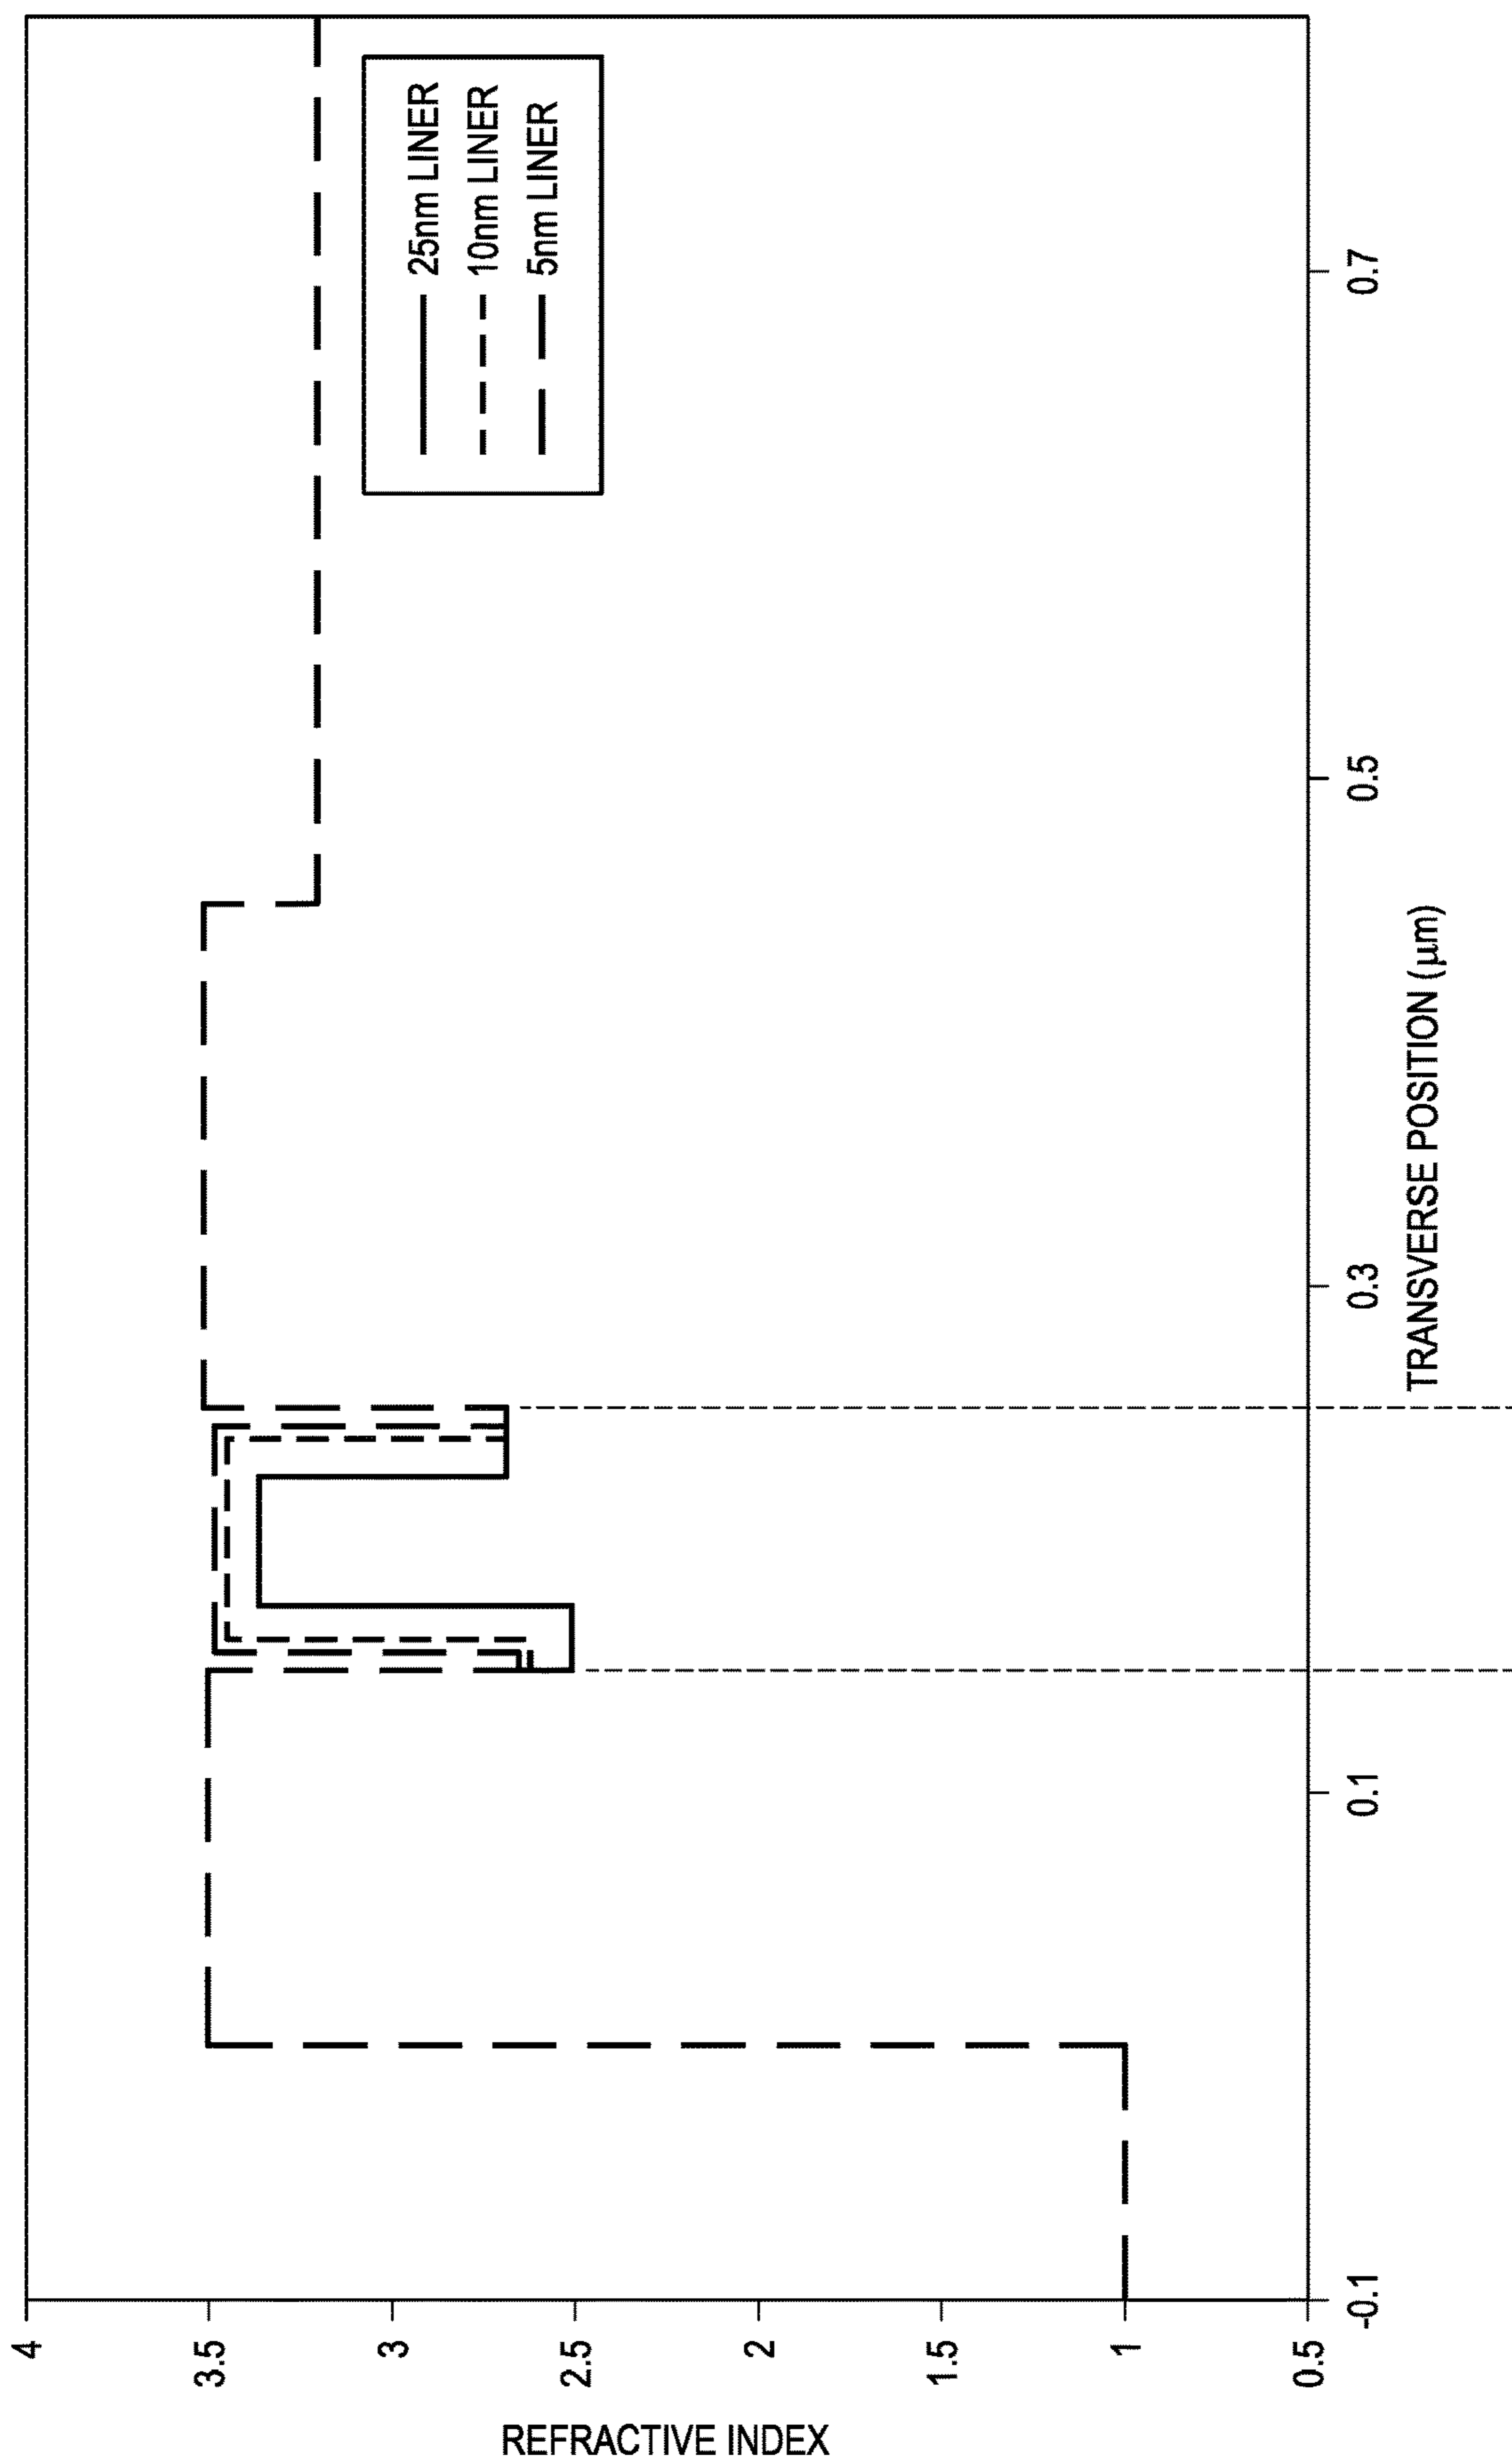 REFRACTIVE INDEX
4
3.5
3
2.5
2
1.5
1
0.5
25nm LINER
10nm LINER
5nm LINER
-0.1
0.1
0.3
0.5
0.7
TRANSVERSE POSITION (μm)